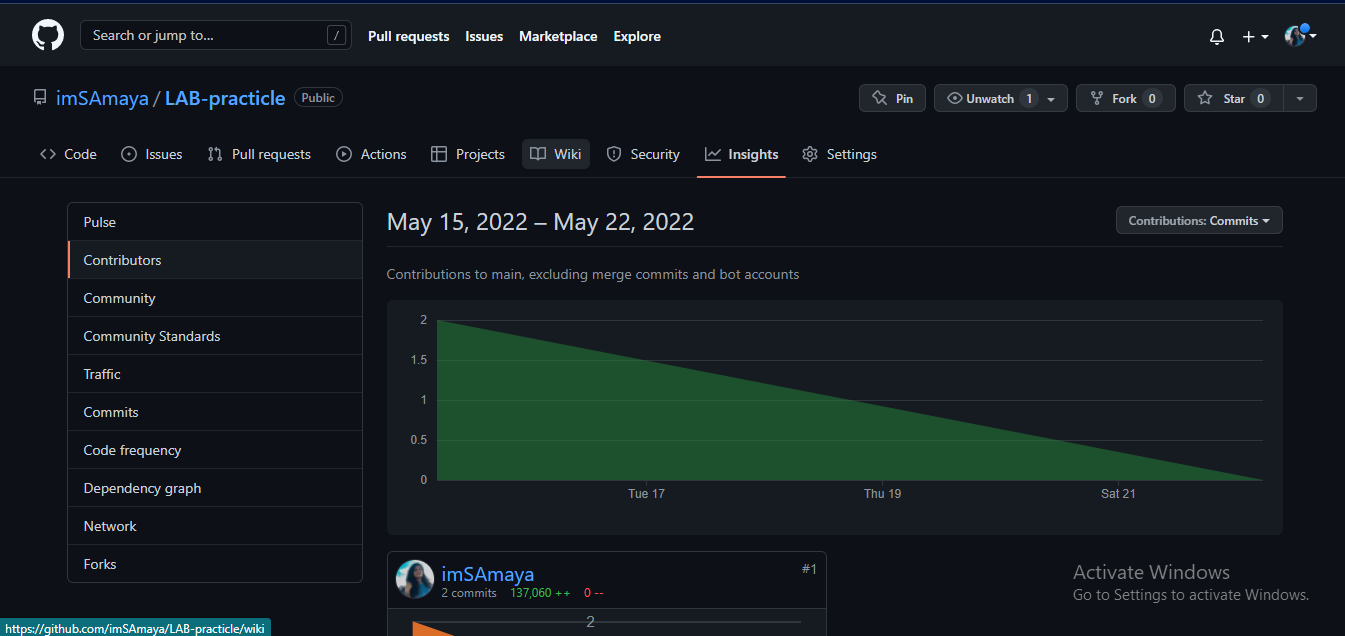 Search or jump to... /
Pull requests Issues Marketplace Explore
imSAmaya / LAB-practicle Public
Pin Unwatch 1 Fork 0 Star 0
Code Issues Pull requests Actions Projects Wiki Security Insights Settings
Pulse
Contributors
Community
Community Standards
Traffic
Commits
Code frequency
Dependency graph
Network
Forks
May 15, 2022 – May 22, 2022
Contributions: Commits
Contributions to main, excluding merge commits and bot accounts
2
1.5
1
0.5
0
Tue 17 Thu 19 Sat 21
imSAmaya #1
2 commits 137,060 ++ 0 --
2
Activate Windows
Go to Settings to activate Windows.
https://github.com/imSAmaya/LAB-practicle/wiki